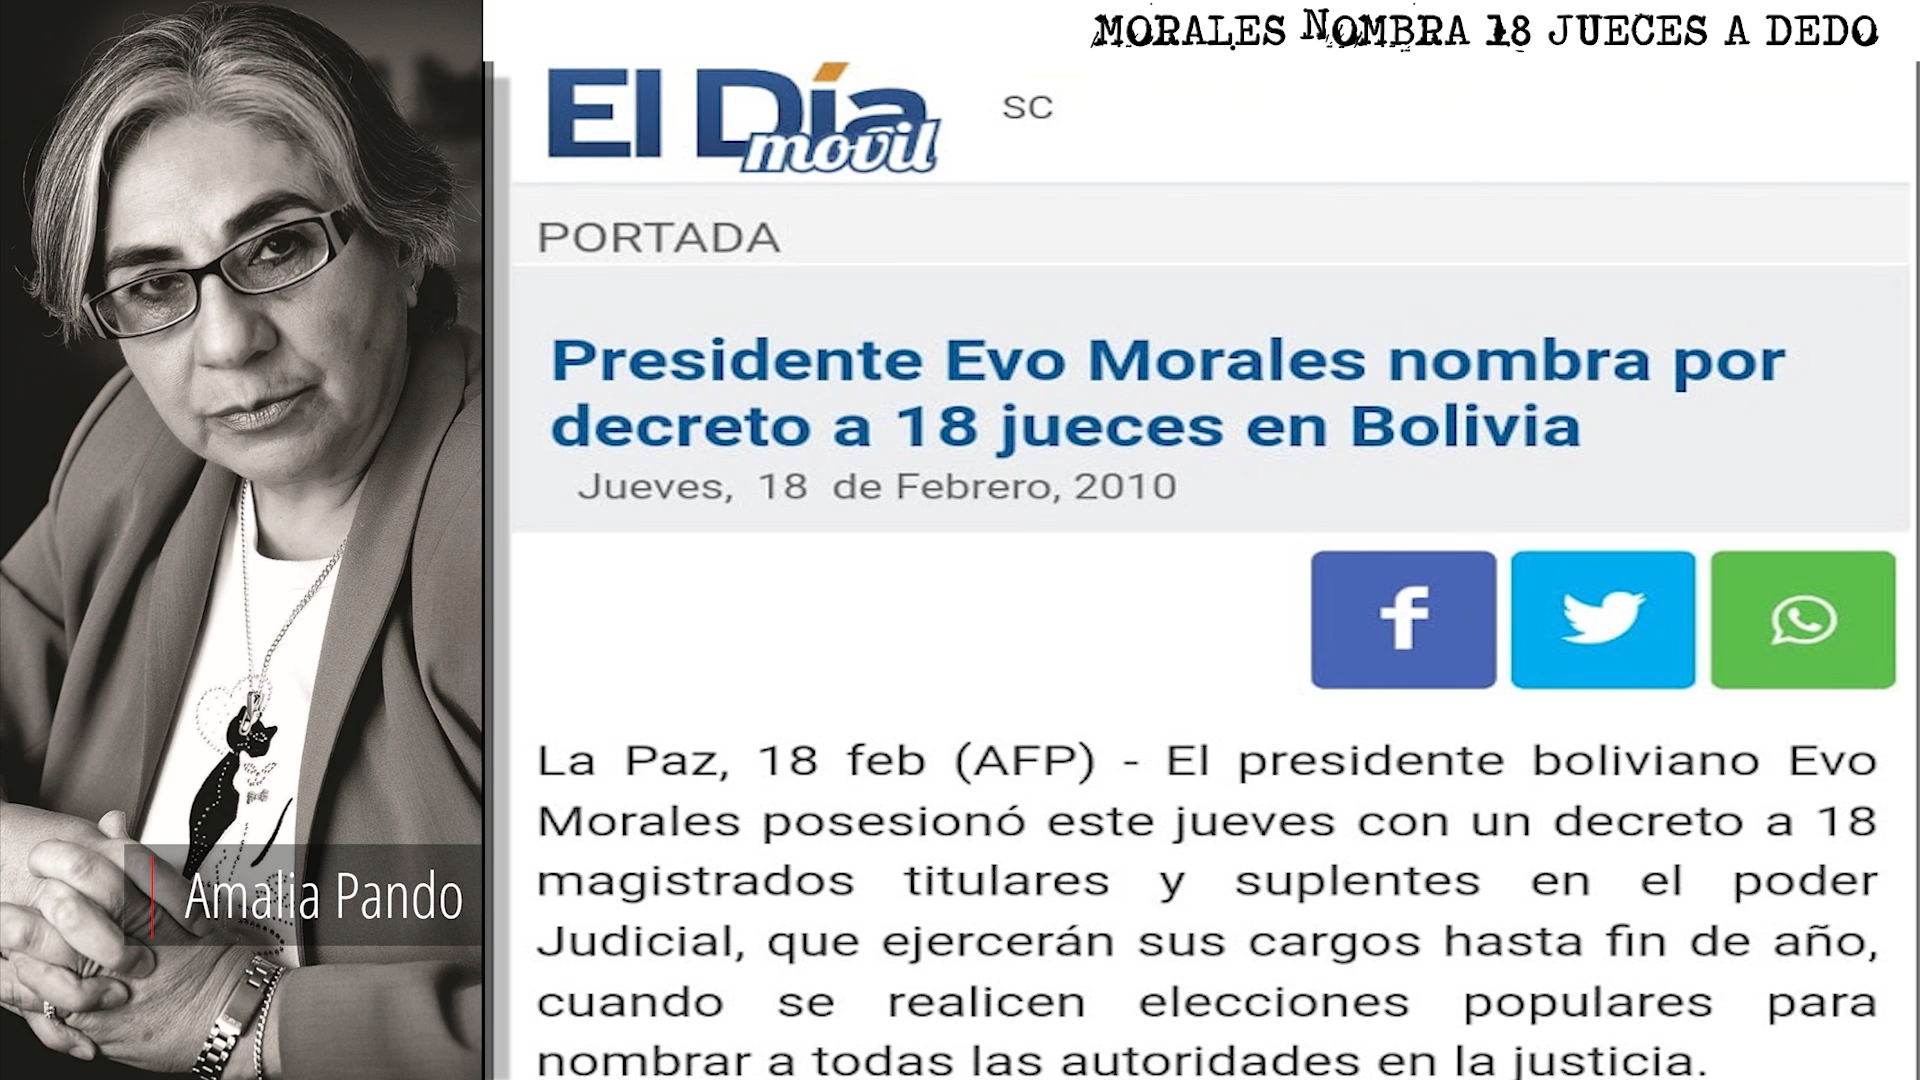 MORALES NOMBRA 18 JUECES A DEDO
El Día
movil
SC
PORTADA
Presidente Evo Morales nombra por
decreto a 18 jueces en Bolivia
Jueves, 18 de Febrero, 2010
f
La Paz, 18 feb (AFP) - El presidente boliviano Evo
Morales posesionó este jueves con un decreto a 18
magistrados titulares y suplentes en el poder
Judicial, que ejercerán sus cargos hasta fin de año,
cuando se realicen elecciones populares para
nombrar a todas las autoridades en la justicia.
Amalia Pando